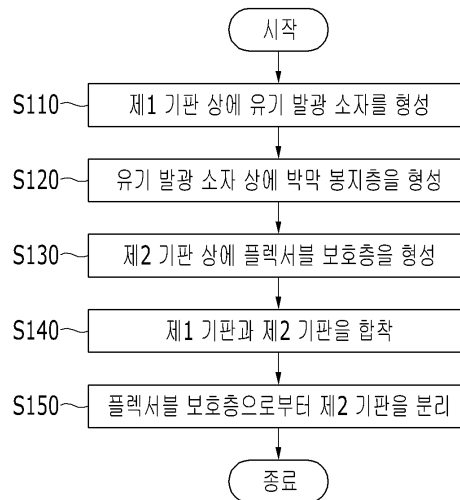 시작
S110 제1 기판 상에 유기 발광 소자를 형성
S120 유기 발광 소자 상에 박막 봉지층을 형성
S130 제2 기판 상에 플렉서블 보호층을 형성
S140 제1 기판과 제2 기판을 합착
S150 플렉서블 보호층으로부터 제2 기판을 분리
종료